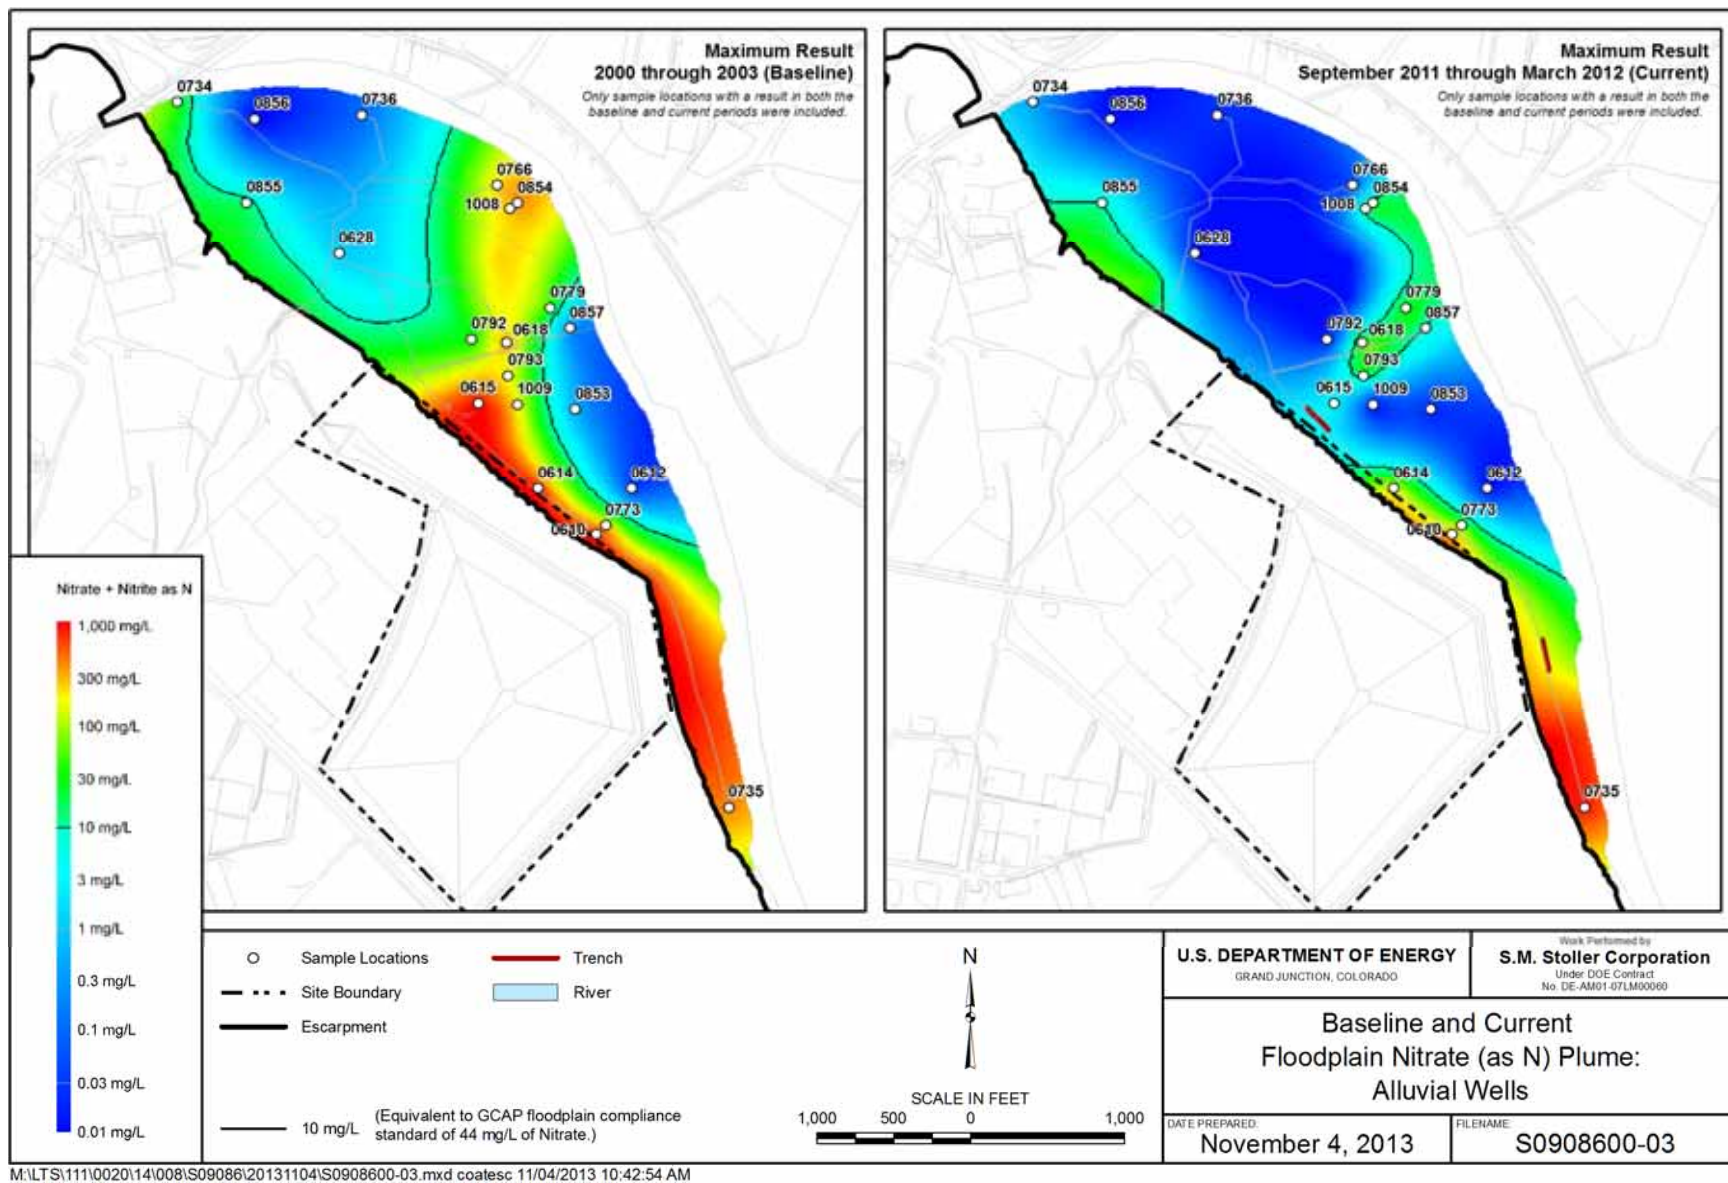 Maximum Result
2000 through 2003 (Baseline)
Only sample locations with a result in both the
baseline and current periods were included.
0734
0856
0736
0766
0854
0855
1008
0628
0779
0857
0792
0618
0793
0615
1009
0853
0614
0612
0773
0610
0735
Maximum Result
September 2011 through March 2012 (Current)
Only sample locations with a result in both the
baseline and current periods were included.
0734
0856
0736
0766
0854
0855
1008
0628
0779
0857
0792
0618
0793
0615
1009
0853
0614
0612
0773
0610
0735
Nitrate + Nitrite as N
1,000 mg/L
300 mg/L
100 mg/L
30 mg/L
10 mg/L
3 mg/L
1 mg/L
0.3 mg/L
0.1 mg/L
0.03 mg/L
0.01 mg/L
Sample Locations
Trench
Site Boundary
River
Escarpment
10 mg/L
(Equivalent to GCAP floodplain compliance
standard of 44 mg/L of Nitrate.)
N
SCALE IN FEET
1,000 500 0 1,000
U.S. DEPARTMENT OF ENERGY
GRAND JUNCTION, COLORADO
Work Performed by
S.M. Stoller Corporation
Under DOE Contract
No. DE-AM01-07LM00060
Baseline and Current
Floodplain Nitrate (as N) Plume:
Alluvial Wells
DATE PREPARED:
November 4, 2013
FILENAME:
S0908600-03
M:\LTS\111\0020\14\008\S09086\20131104\S0908600-03.mxd coatesc 11/04/2013 10:42:54 AM